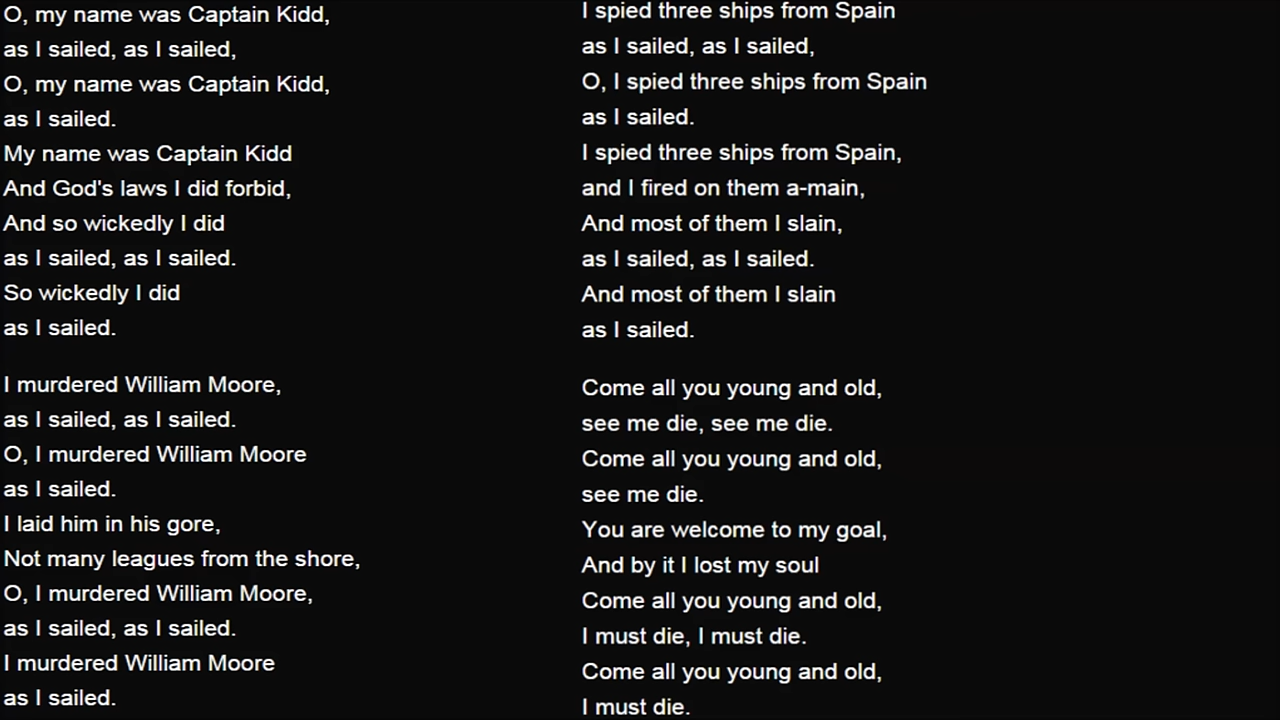 O, my name was Captain Kidd,
as I sailed, as I sailed,
O, my name was Captain Kidd,
as I sailed.
My name was Captain Kidd
And God's laws I did forbid,
And so wickedly I did
as I sailed, as I sailed.
So wickedly I did
as I sailed.
I murdered William Moore,
as I sailed, as I sailed.
O, I murdered William Moore
as I sailed.
I laid him in his gore,
Not many leagues from the shore,
O, I murdered William Moore,
as I sailed, as I sailed.
I murdered William Moore
as I sailed.
I spied three ships from Spain
as I sailed, as I sailed,
O, I spied three ships from Spain
as I sailed.
I spied three ships from Spain,
and I fired on them a-main,
And most of them I slain,
as I sailed, as I sailed.
And most of them I slain
as I sailed.
Come all you young and old,
see me die, see me die.
Come all you young and old,
see me die.
You are welcome to my goal,
And by it I lost my soul
Come all you young and old,
I must die, I must die.
Come all you young and old,
I must die.